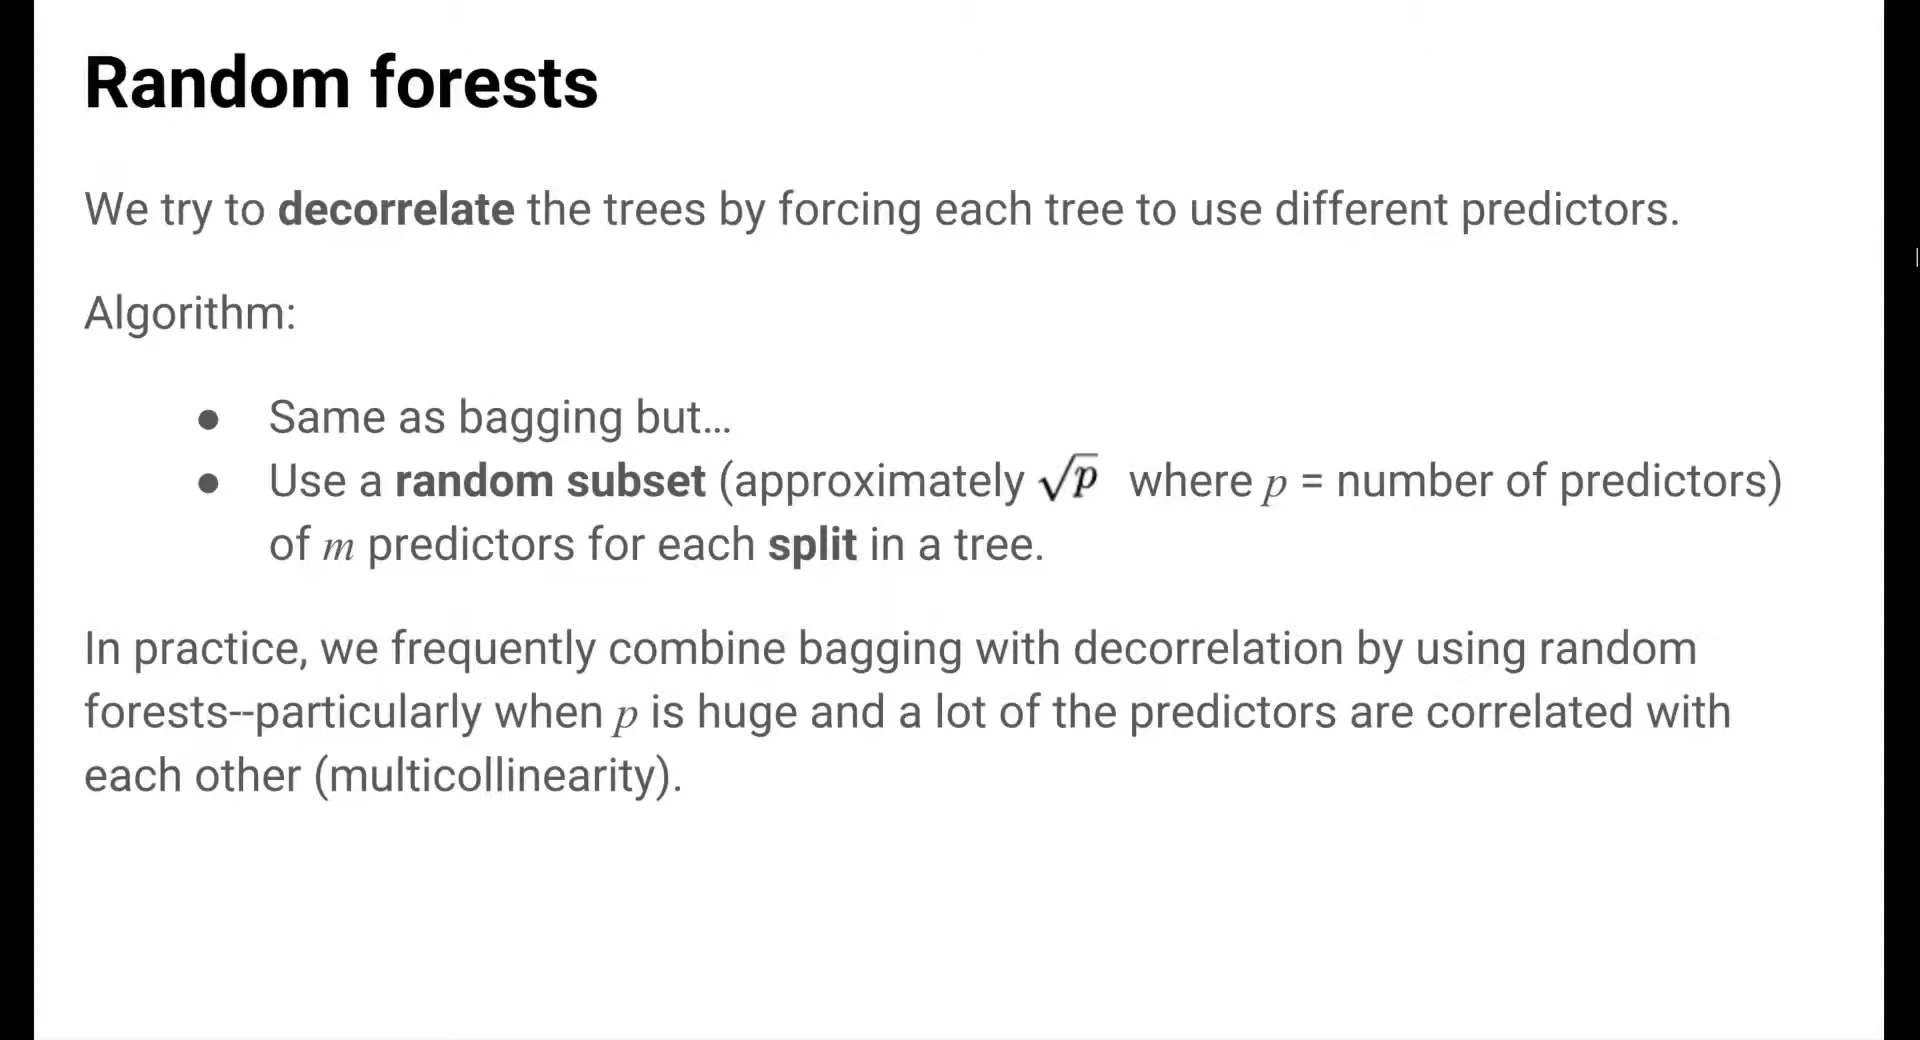 Random forests
We try to decorrelate the trees by forcing each tree to use different predictors.
Algorithm:
● Same as bagging but...
● Use a random subset (approximately √p where p = number of predictors)
of m predictors for each split in a tree.
In practice, we frequently combine bagging with decorrelation by using random
forests--particularly when p is huge and a lot of the predictors are correlated with
each other (multicollinearity).